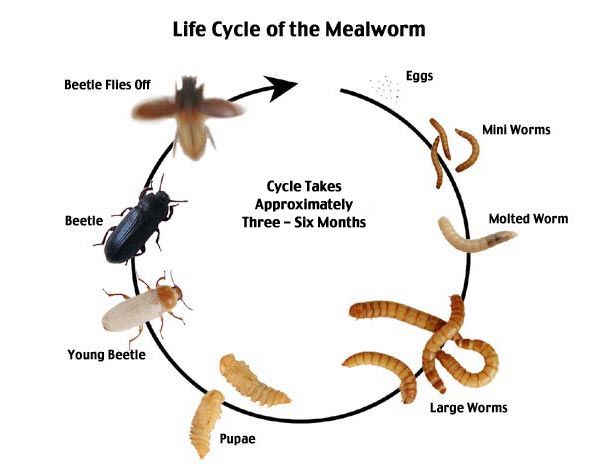 Life Cycle of the Mealworm
Eggs
Mini Worms
Molted Worm
Large Worms
Pupae
Young Beetle
Beetle
Beetle Flies Off
Cycle Takes
Approximately
Three – Six Months